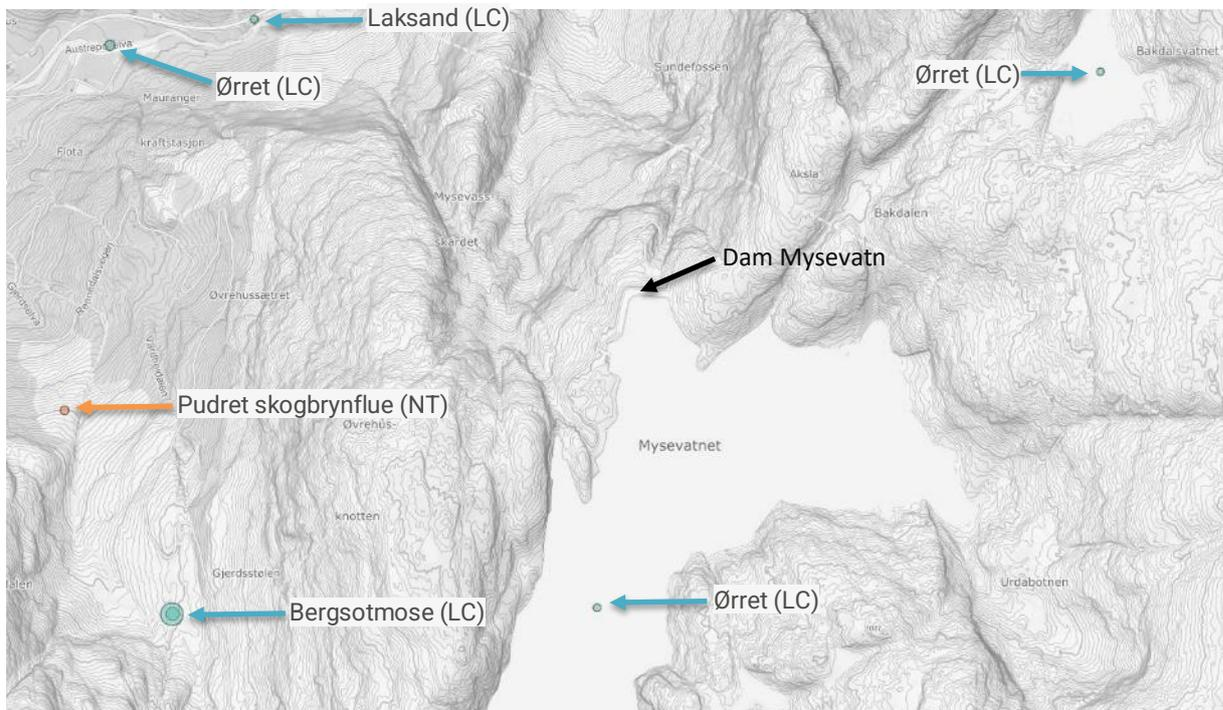 Laksand (LC)
Austrepollelva
Ørret (LC)
Mauranger
kraftstasjon
Flota
Sundefossen
Ørret (LC)
Bakdalsvatnet
Aksla
Bakdalen
Mysevass-
skardet
Dam Mysevatn
Øvrehussætret
Pudret skogbrynflue (NT)
Øvrehus-
knotten
Mysevatnet
Gjerdsstølen
Bergsotmose (LC)
Ørret (LC)
Urdabotnen